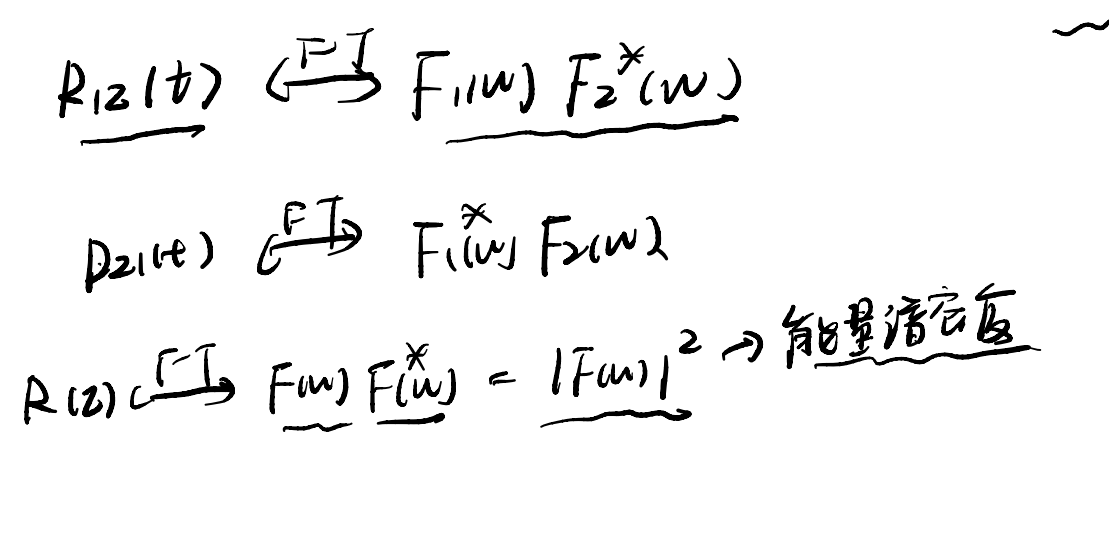 R₁₂(t) ⟷FT F₁(w) F₂*(w)
R₂₁(t) ⟷FT F₁*(w) F₂(w)
R(τ) ⟷FT F(w) F*(w) = |F(w)|² → 能量谱密度